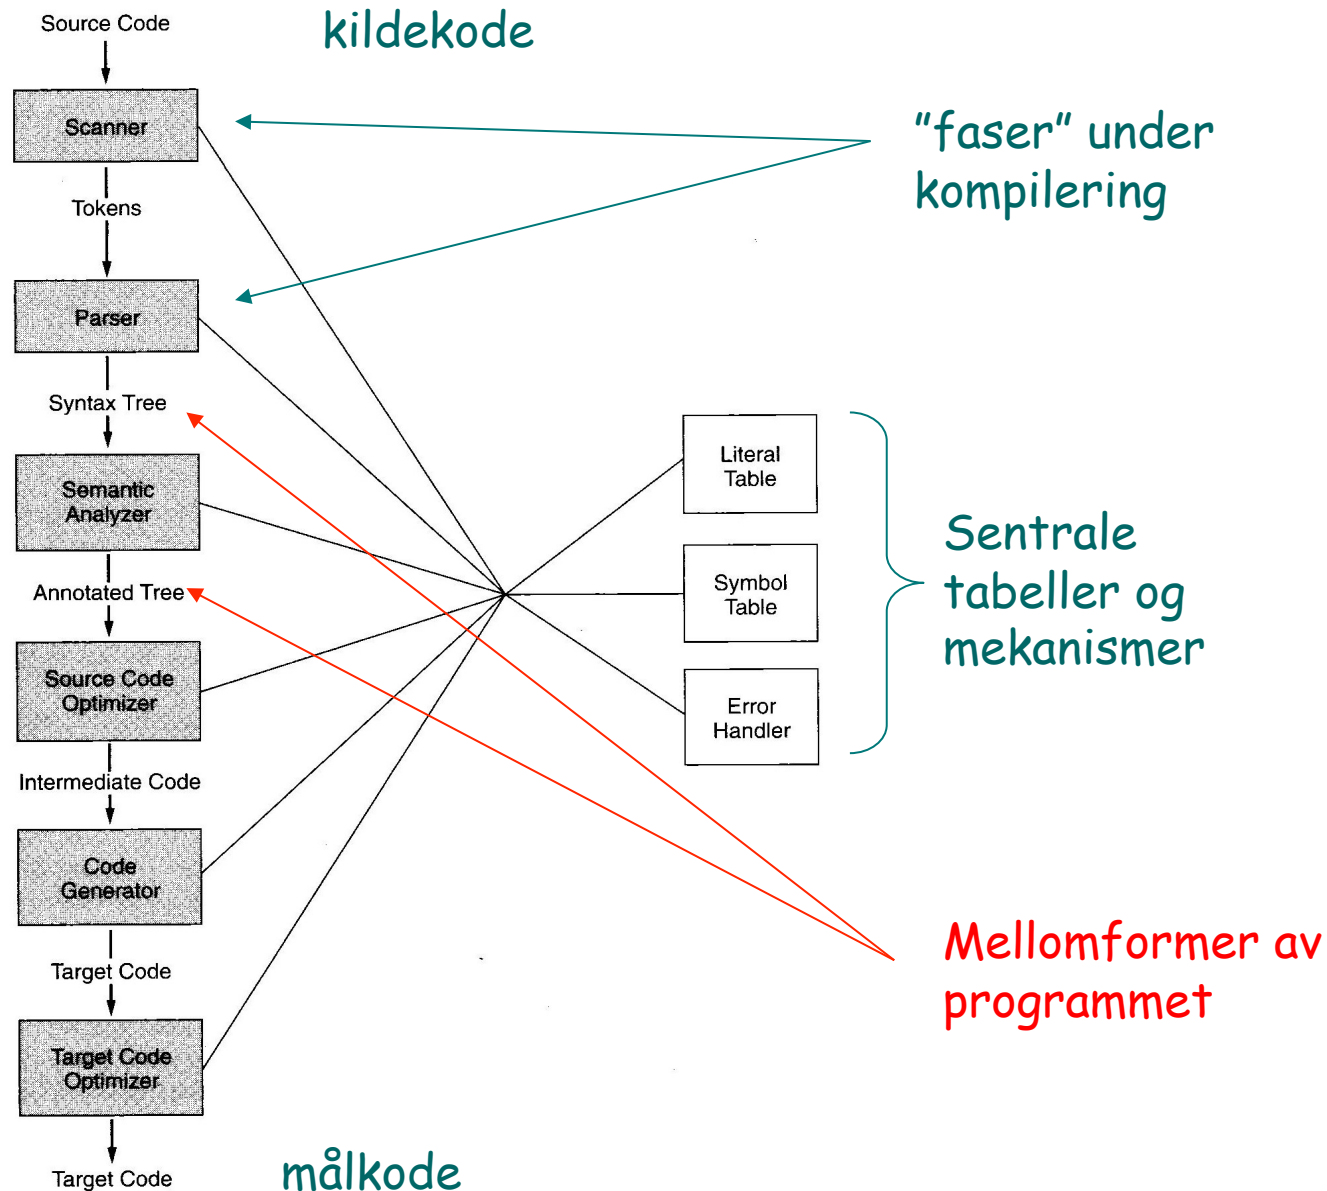 Source Code
kildekode
Scanner
"faser" under
kompilering
Tokens
Parser
Syntax Tree
Literal
Table
Semantic
Analyzer
Sentrale
tabeller og
mekanismer
Symbol
Table
Annotated Tree
Source Code
Optimizer
Error
Handler
Intermediate Code
Code
Generator
Mellomformer av
programmet
Target Code
Target Code
Optimizer
Target Code
målkode